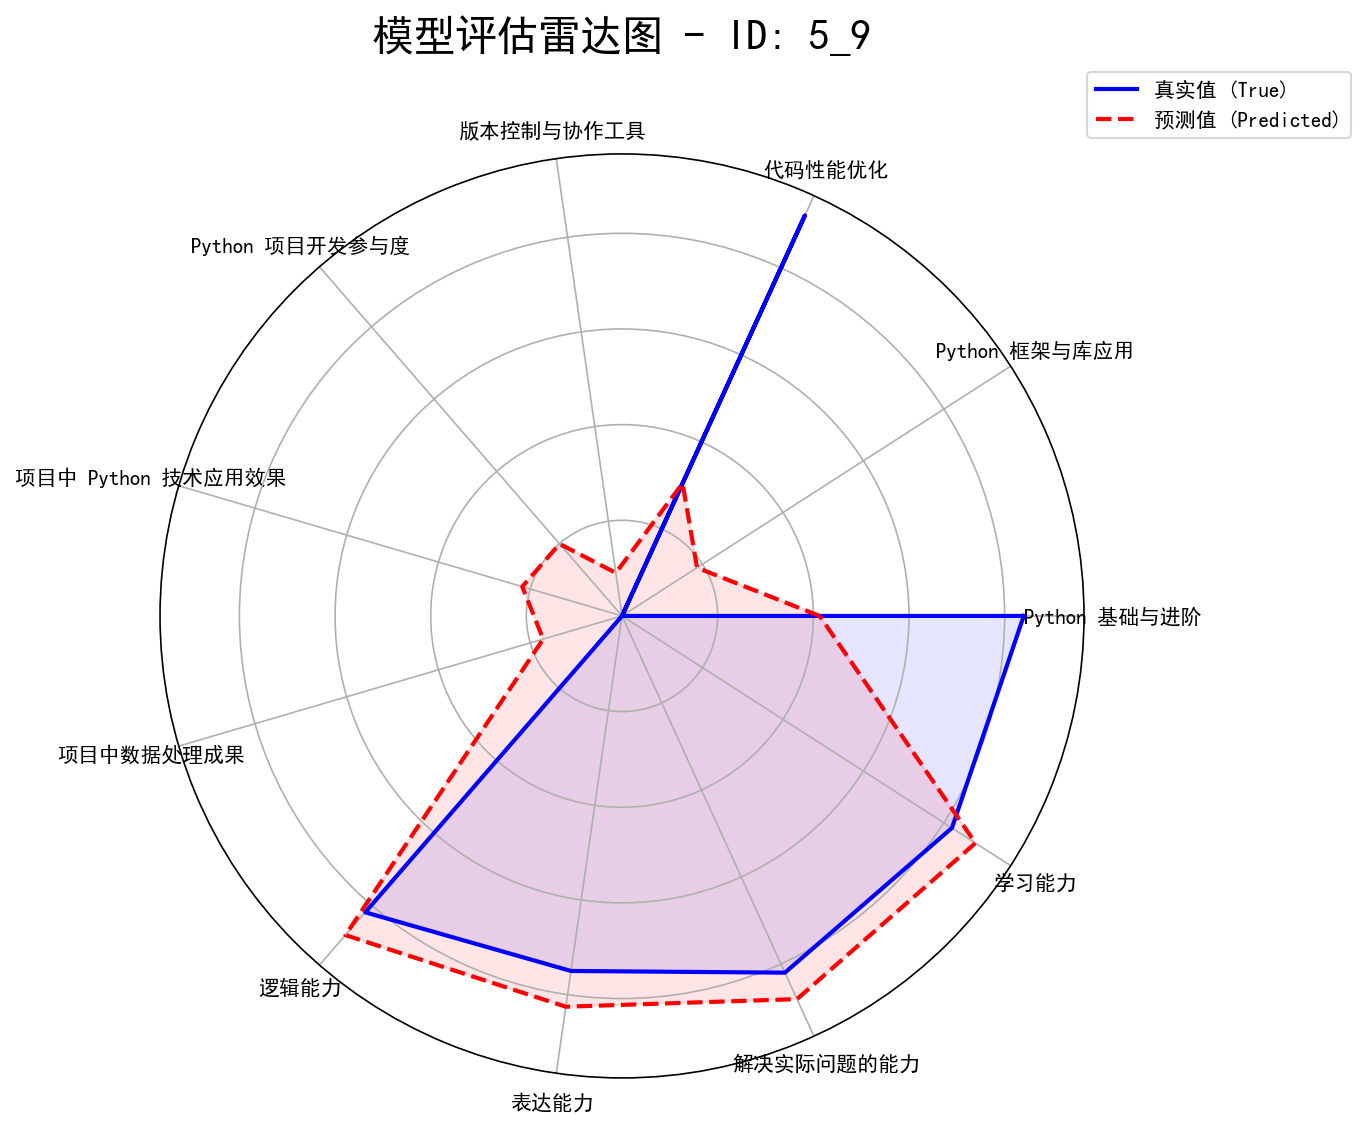 模型评估雷达图 - ID: 5_9
真实值 (True)
预测值 (Predicted)
版本控制与协作工具
代码性能优化
Python 项目开发参与度
Python 框架与库应用
项目中 Python 技术应用效果
Python 基础与进阶
项目中数据处理成果
学习能力
逻辑能力
解决实际问题的能力
表达能力